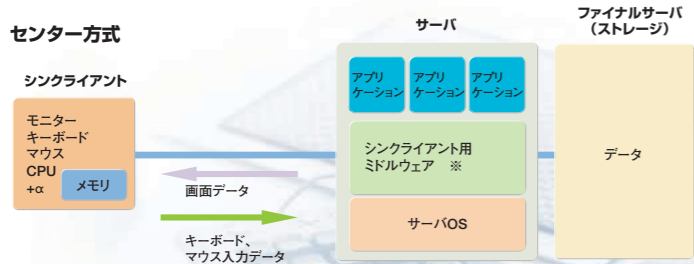 センター方式
シンクライアント
モニター
キーボード
マウス
CPU
+α
メモリ
画面データ
キーボード、
マウス入力データ
サーバ
アプリ
ケーション
アプリ
ケーション
アプリ
ケーション
シンクライアント用
ミドルウェア ※
サーバOS
ファイナルサーバ
（ストレージ）
データ